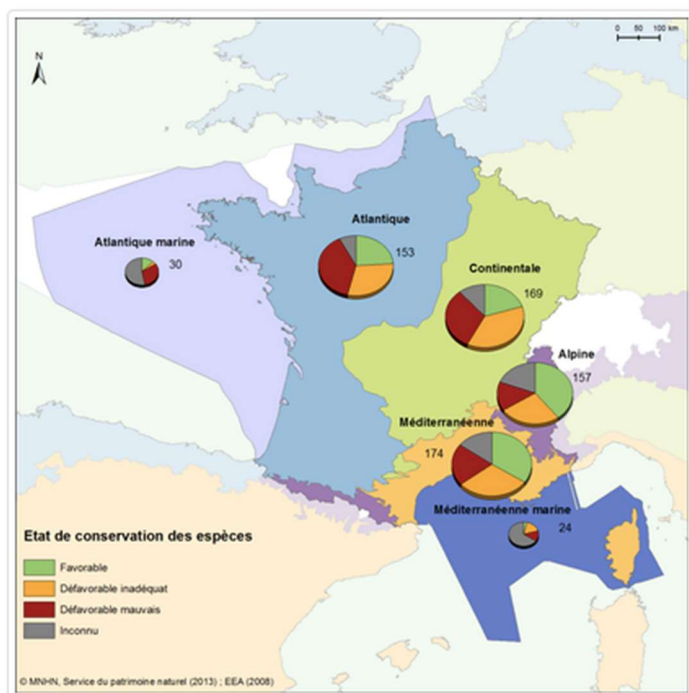 0 50 100 km
N
Atlantique
153
Atlantique marine
30
Continentale
169
Alpine
157
Méditerranéenne
174
Méditerranéenne marine
24
Etat de conservation des espèces
Favorable
Défavorable inadéquat
Défavorable mauvais
Inconnu
© MNHN, Service du patrimoine naturel (2013) ; EEA (2008)